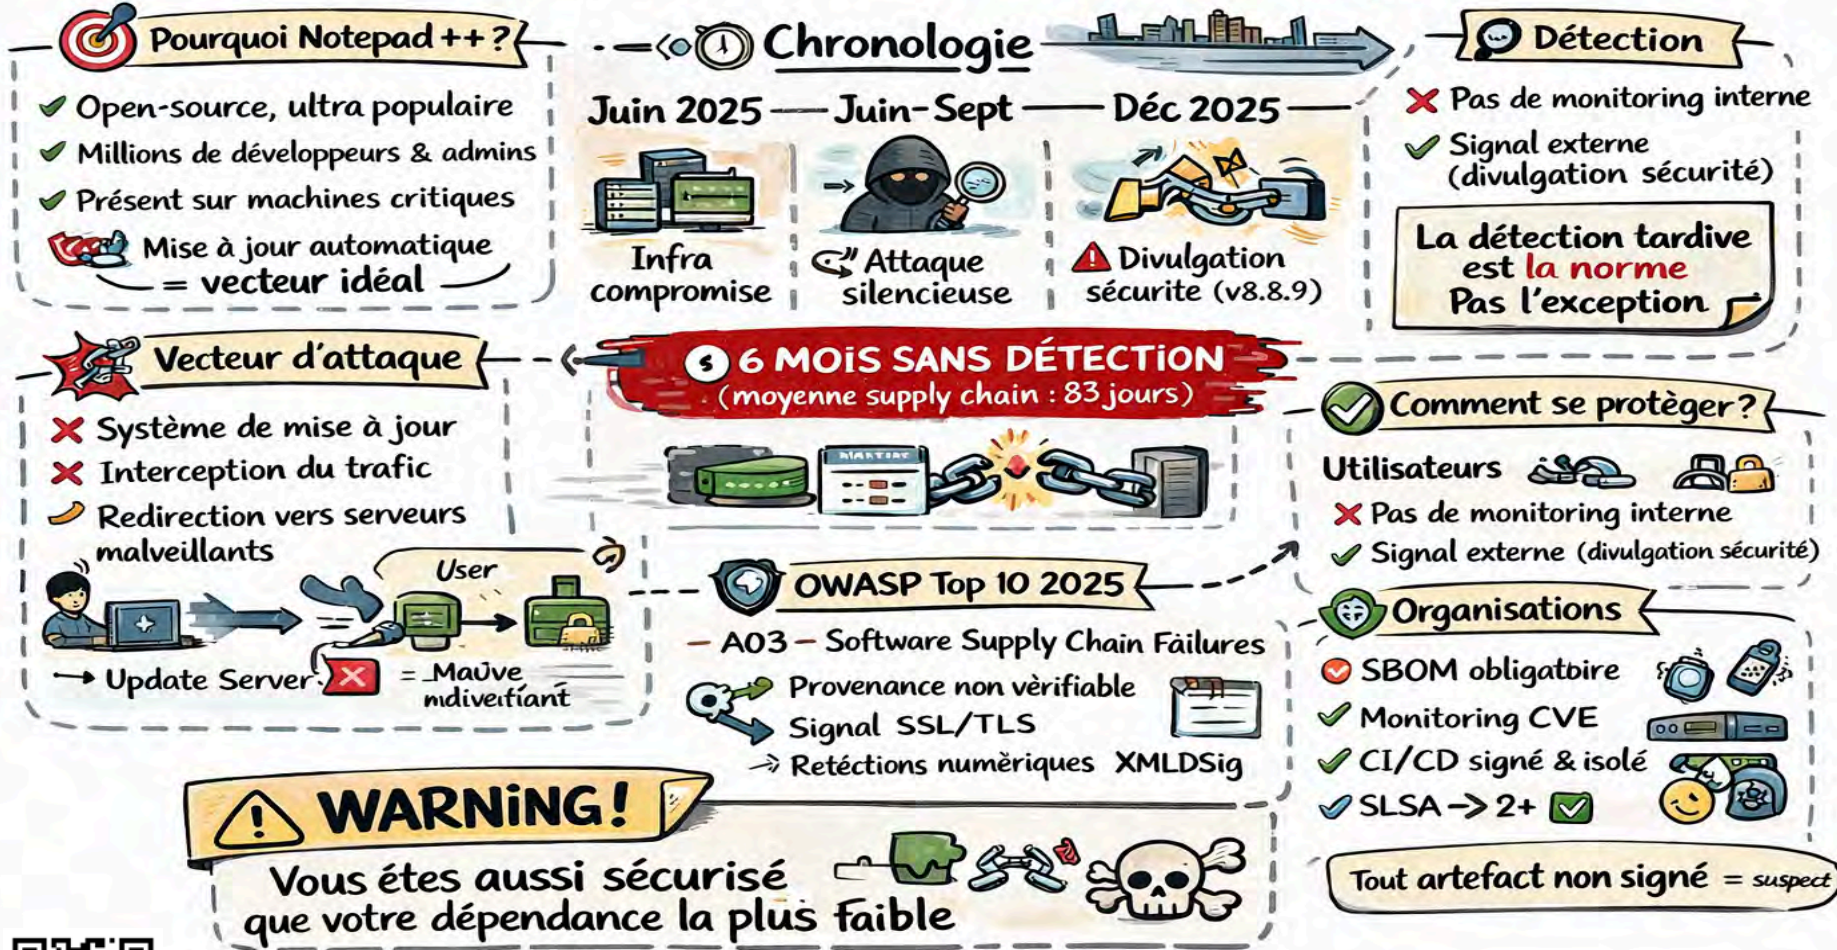 Pourquoi Notepad ++ ?
Open-source, ultra populaire
Millions de développeurs & admins
Présent sur machines critiques
Mise à jour automatique
= vecteur idéal
Chronologie
Juin 2025
Juin-Sept
Déc 2025
Infra
compromise
Attaque
silencieuse
Divulgation
sécurite (v8.8.9)
Détection
Pas de monitoring interne
Signal externe
(divulgation sécurité)
La détection tardive
est la norme
Pas l'exception
Vecteur d'attaque
Système de mise à jour
Interception du trafic
Redirection vers serveurs
malveillants
User
Update Server
= Mauve
6 MOiS SANS DÉTECTiON
(moyenne supply chain : 83 jours)
OWASP Top 10 2025
- A03 - Software Supply Chain Fàilures
Provenance non vèrifiable
Signal SSL/TLS
Retéctions numèriques XMLDSig
Comment se protèger ?
Utilisateurs
Pas de monitoring interne
Signal externe (divulgation sécurité)
Organisations
SBOM obligatoire
Monitoring CVE
CI/CD signé & isolé
SLSA -> 2+
Tout artefact non signé = suspect
WARNiNG!
Vous étes aussi sécurisé
que votre dépendance la plus faible